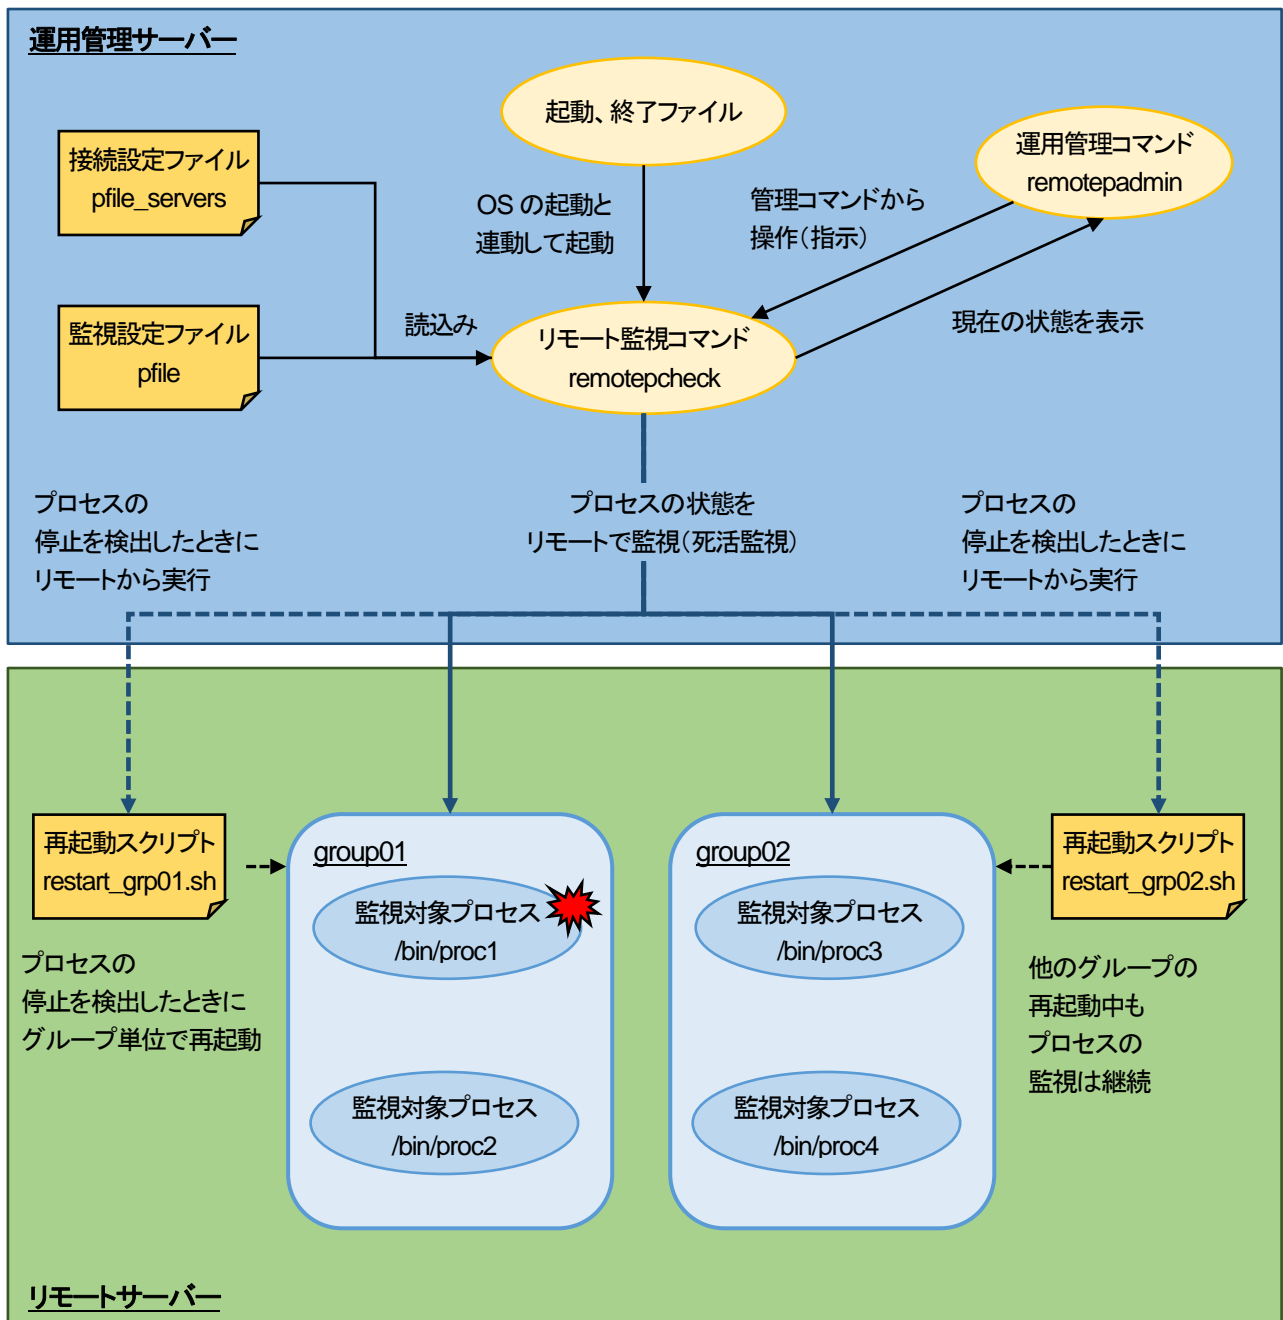 運用管理サーバー
起動、終了ファイル
接続設定ファイル
pfile_servers
運用管理コマンド
remotepadmin
OS の起動と
連動して起動
管理コマンドから
操作（指示）
監視設定ファイル
pfile
読込み
リモート監視コマンド
remotepcheck
現在の状態を表示
プロセスの
停止を検出したときに
リモートから実行
プロセスの状態を
リモートで監視（死活監視）
プロセスの
停止を検出したときに
リモートから実行
再起動スクリプト
restart_grp01.sh
group01
監視対象プロセス
/bin/proc1
監視対象プロセス
/bin/proc2
group02
監視対象プロセス
/bin/proc3
監視対象プロセス
/bin/proc4
再起動スクリプト
restart_grp02.sh
プロセスの
停止を検出したときに
グループ単位で再起動
他のグループの
再起動中も
プロセスの
監視は継続
リモートサーバー